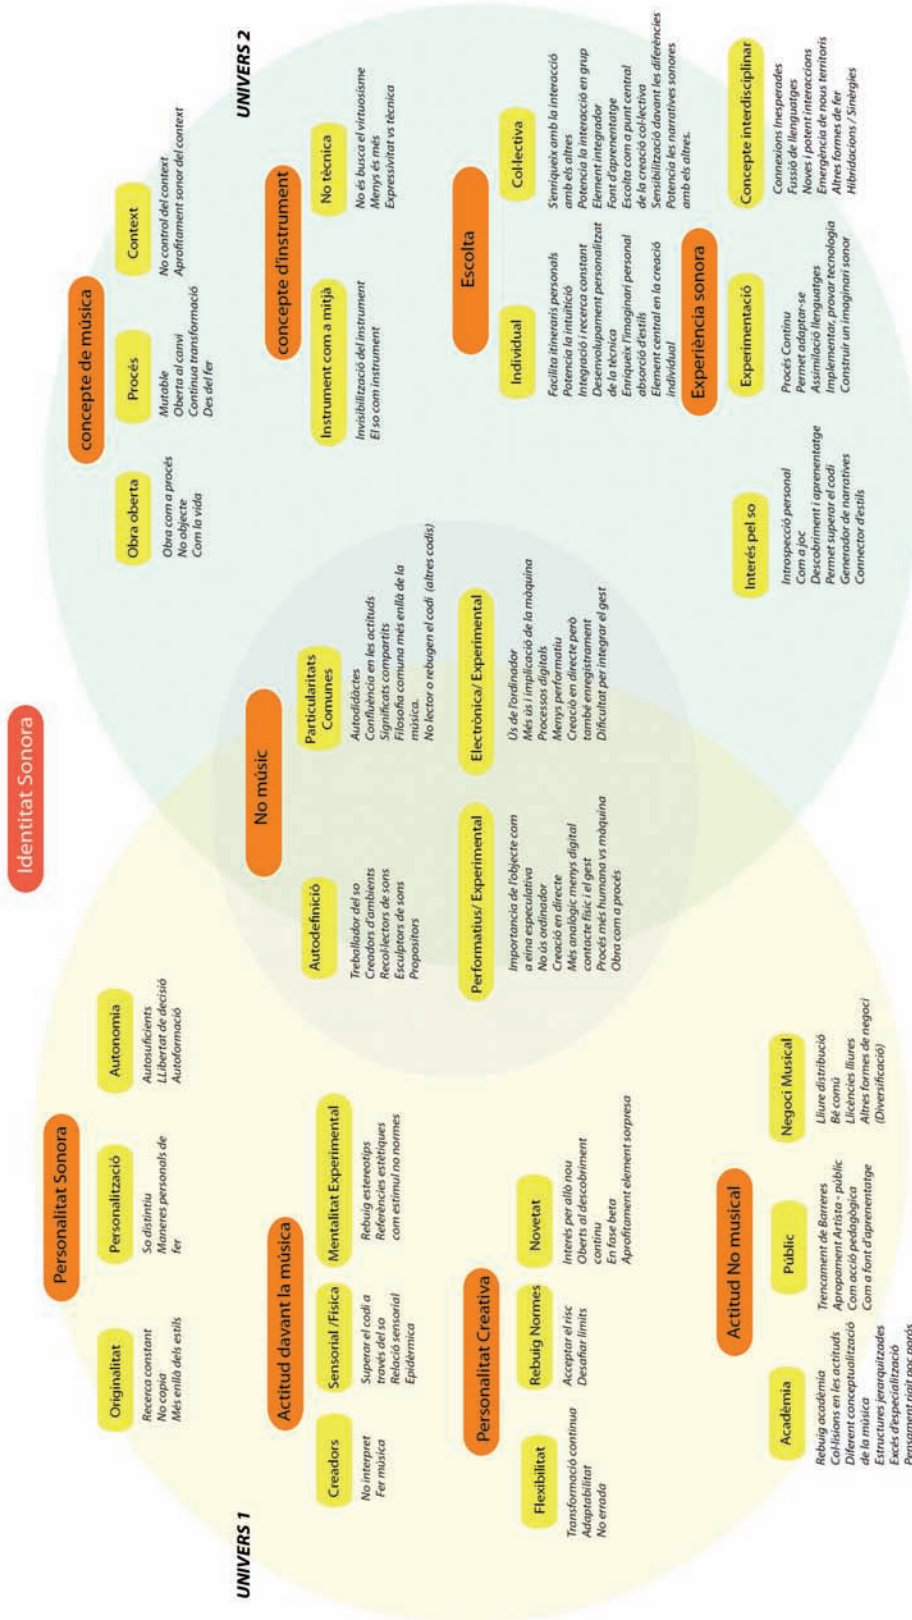 Identitat Sonora
UNIVERS 1
Personalitat Sonora
Originalitat
Recerca constant
No copia
Més enllà dels estils
Personalització
So distintiu
Maneres personals de
fer
Autonomia
Autosuficients
LLibertat de decisió
Autoformació
Actitud davant la música
Creadors
No interpret
Fer música
Sensorial /Física
Superar el codi a
través del so
Relació sensorial
Epidèrmica
Mentalitat Experimental
Rebuig estereotips
Referències estètiques
com estimul no normes
Personalitat Creativa
Flexibilitat
Transformació continua
Adaptabilitat
No errada
Rebuig Normes
Acceptar el risc
Desafiar limits
Novetat
Interès per allò nou
Oberts al descobriment
continu
En fase beta
Aprofitament element sorpresa
Actitud No musical
Acadèmia
Rebuig acadèmia
Col·lisions en les actituds
Diferent conceptualització
de la música
Estructures jerarquitzades
Excés d'especialització
Pensament rigit poc porós
Públic
Trencament de Barreres
Apropament Artista - públic
Com acció pedagògica
Com a font d'aprenentatge
Negoci Musical
Lliure distribució
Bé comú
Llicències lliures
Altres formes de negoci
(Diversificació)
No músic
Autodefinició
Treballador del so
Creadors d'ambients
Recol·lectors de sons
Esculptors de sons
Propositors
Particularitats
Comunes
Autodidàctes
Confluència en les actituds
Significats compartits
Filosofia comuna més enllà de la
música.
No lector o rebugen el codi (altres codis)
Performatius/ Experimental
Importancia de l'objecte com
a eina especulativa
No ús ordinador
Creació en directe
Més analògic menys digital
contacte físic i el gest
Procés més humana vs màquina
Obra com a procés
Electrònica/ Experimental
Ús de l'ordinador
Més ús i implicació de la màquina
Processos digitals
Menys performatiu
Creació en directe però
també enregistrament
Dificultat per integrar el gest
UNIVERS 2
concepte de música
Obra oberta
Obra com a procés
No objecte
Com la vida
Procés
Mutable
Oberta al canvi
Continua transformació
Des del fer
Context
No control del context
Aprofitament sonor del context
concepte d'instrument
Instrument com a mitjà
Invisibilització del instrument
El so com instrument
No tècnica
No és busca el virtuosisme
Menys és més
Expressivitat vs tècnica
Escolta
Individual
Facilita itineraris personals
Potencia la intuitició
Integració i recerca constant
Desenvolupament personalitzat
de la tècnica
Enriqueix l'imaginari personal
absorció d'estils
Element central en la creació
individual
Col·lectiva
S'enriqueix amb la interacció
amb els altres
Potencia la interacció en grup
Element integrador
Font d'aprenentatge
Escolta com a punt central
de la creació col·lectiva
Sensibilització davant les diferències
Potencia les narratives sonores
amb els altres.
Experiència sonora
Interés pel so
Introspecció personal
Com a joc
Descobriment i aprenentatge
Permet superar el codi
Generador de narratives
Connector d'estils
Experimentació
Procés Continu
Permet adaptar-se
Assimilació llenguatges
Implementar, provar tecnologia
Construir un imaginari sonor
Concepte interdisciplinar
Connexions Inesperades
Fussió de llenguatges
Noves i potent interaccions
Emergència de nous territoris
Altres formes de fer
Hibridacions / Sinèrgies